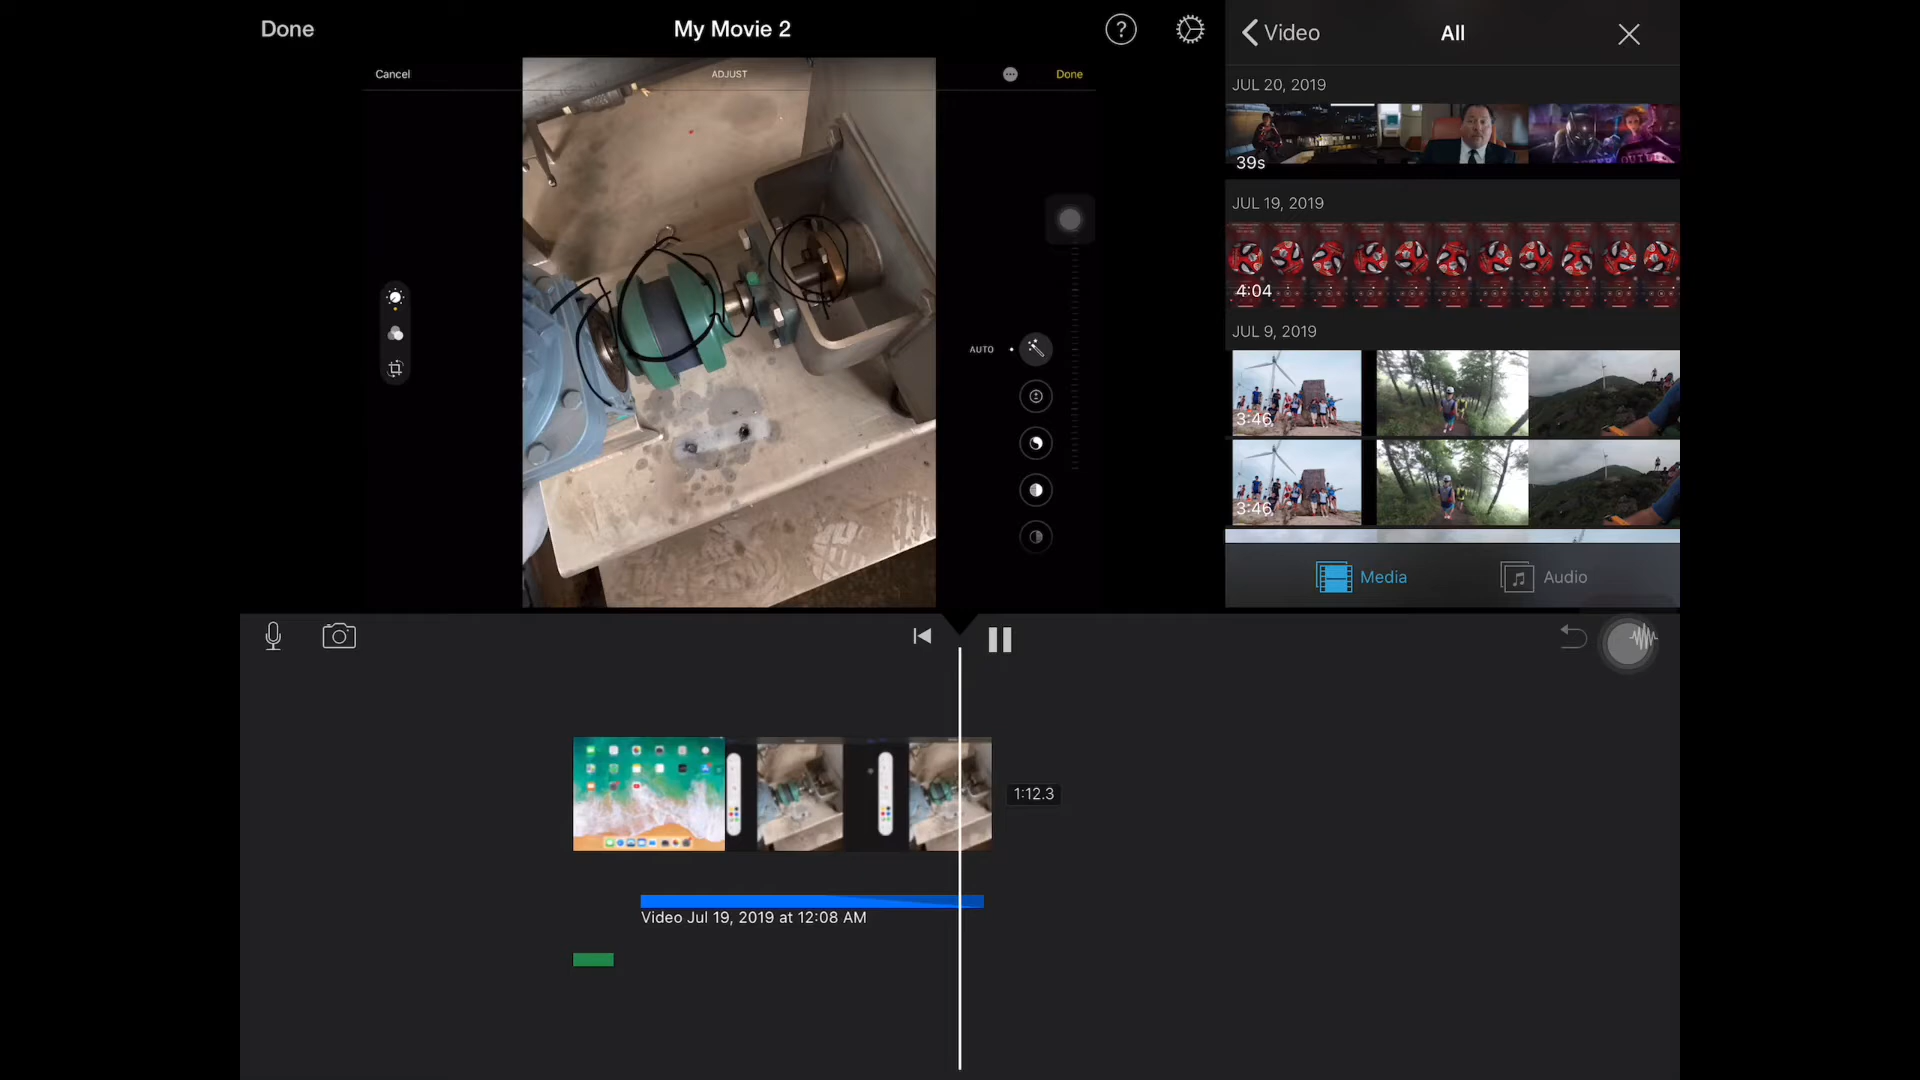 Done
My Movie 2
?
Video
All
Cancel
ADJUST
Done
JUL 20, 2019
39s
JUL 19, 2019
4:04
JUL 9, 2019
AUTO
3:46
3:46
Media
Audio
1:12.3
Video Jul 19, 2019 at 12:08 AM